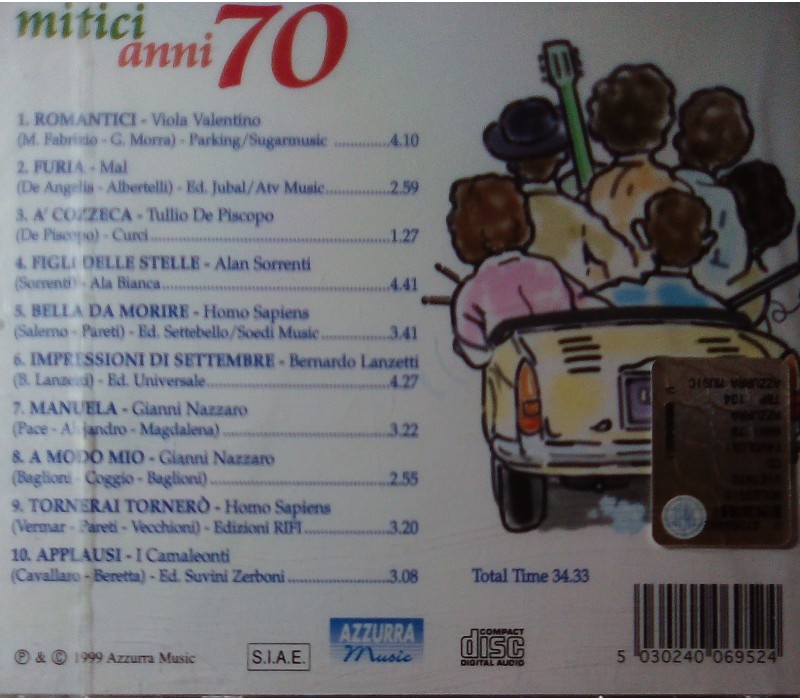 mitici
anni 70
1. ROMANTICI - Viola Valentino
(M. Fabrizio - G. Morra) - Parking/Sugarmusic ..............4.10
2. FURIA - Mal
(De Angelis - Albertelli) - Ed. Jubal/Atv Music................2.59
3. A' COZZECA - Tullio De Piscopo
(De Piscopo) - Curci......................................................1.27
4. FIGLI DELLE STELLE - Alan Sorrenti
(Sorrenti) - Ala Bianca....................................................4.41
5. BELLA DA MORIRE - Homo Sapiens
(Salerno - Pareti) - Ed. Settebello/Soedi Music................3.41
6. IMPRESSIONI DI SETTEMBRE - Bernardo Lanzetti
(B. Lanzetti) - Ed. Universale..........................................4.27
7. MANUELA - Gianni Nazzaro
(Pace - Alejandro - Magdalena) ......................................3.22
8. A MODO MIO - Gianni Nazzaro
(Baglioni - Coggio - Baglioni) ........................................2.55
9. TORNERAI TORNERÒ - Homo Sapiens
(Vermar - Pareti - Vecchioni) - Edizioni RIFI....................3.20
10. APPLAUSI - I Camaleonti
(Cavallaro - Beretta) - Ed. Suvini Zerboni........................3.08
Total Time 34.33
AZZURRA MUSIC
TRP 104
AZZURRA
℗ & © 1999 Azzurra Music
S.I.A.E.
AZZURRA
Music
COMPACT
disc
DIGITAL AUDIO
5 030240 069524